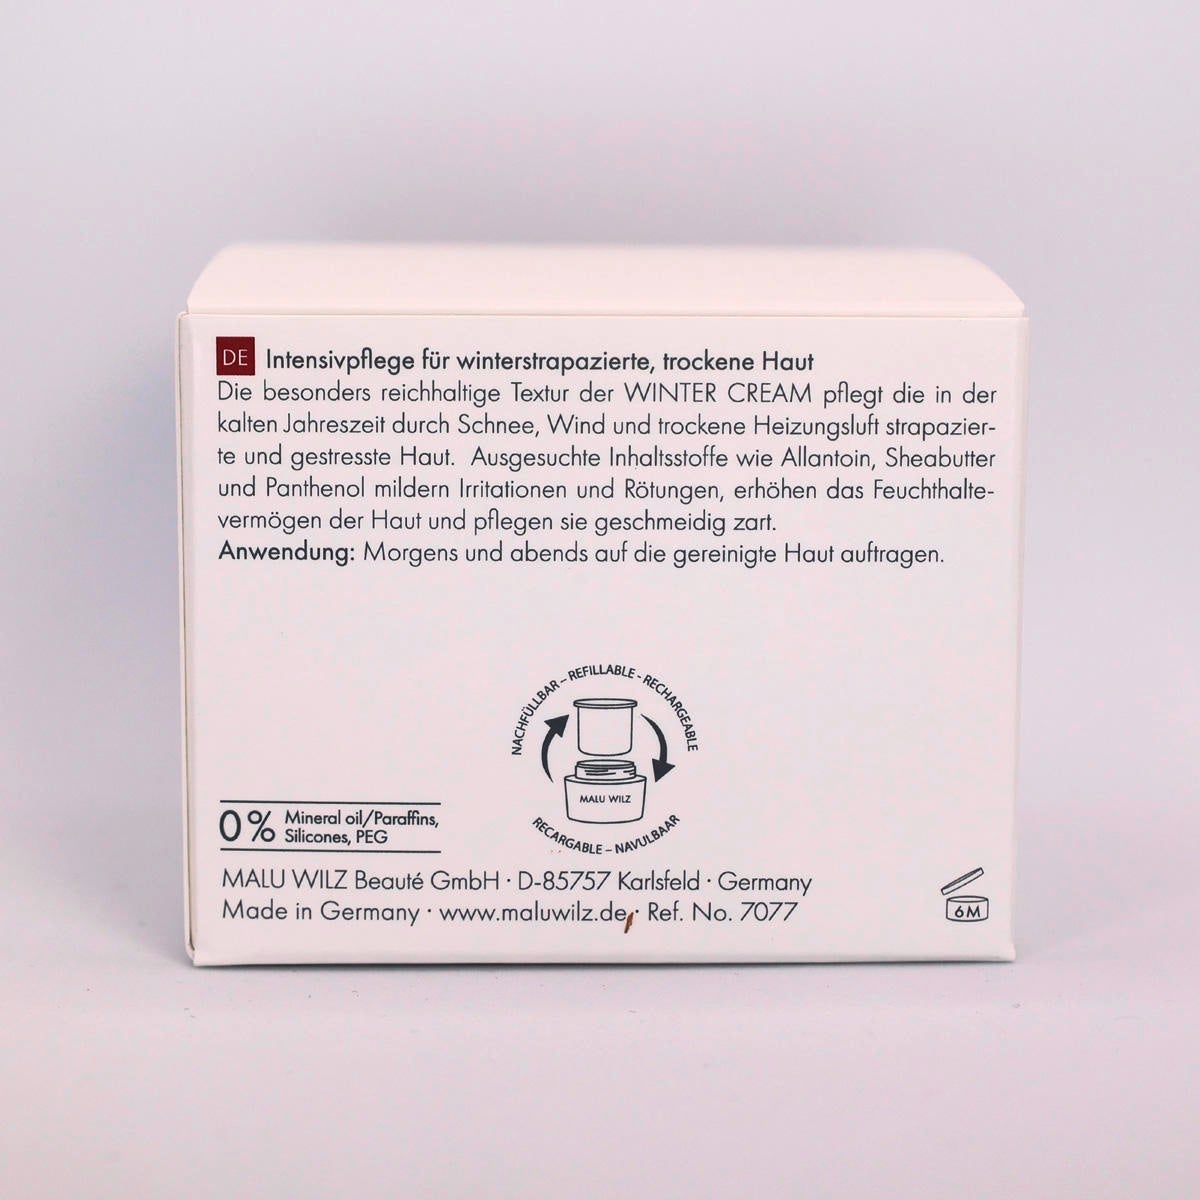 DE Intensivpflege für winterstrapazierte, trockene Haut
Die besonders reichhaltige Textur der WINTER CREAM pflegt die in der
kalten Jahreszeit durch Schnee, Wind und trockene Heizungsluft strapazier-
te und gestresste Haut. Ausgesuchte Inhaltsstoffe wie Allantoin, Sheabutter
und Panthenol mildern Irritationen und Rötungen, erhöhen das Feuchthalte-
vermögen der Haut und pflegen sie geschmeidig zart.
Anwendung: Morgens und abends auf die gereinigte Haut auftragen.
NACHFÜLLBAR – REFILLABLE - RECHARGEABLE
MALU WILZ
RECARGABLE – NAVULBAAR
0% Mineral oil/Paraffins,
Silicones, PEG
MALU WILZ Beauté GmbH · D-85757 Karlsfeld · Germany
Made in Germany · www.maluwilz.de · Ref. No. 7077
6M